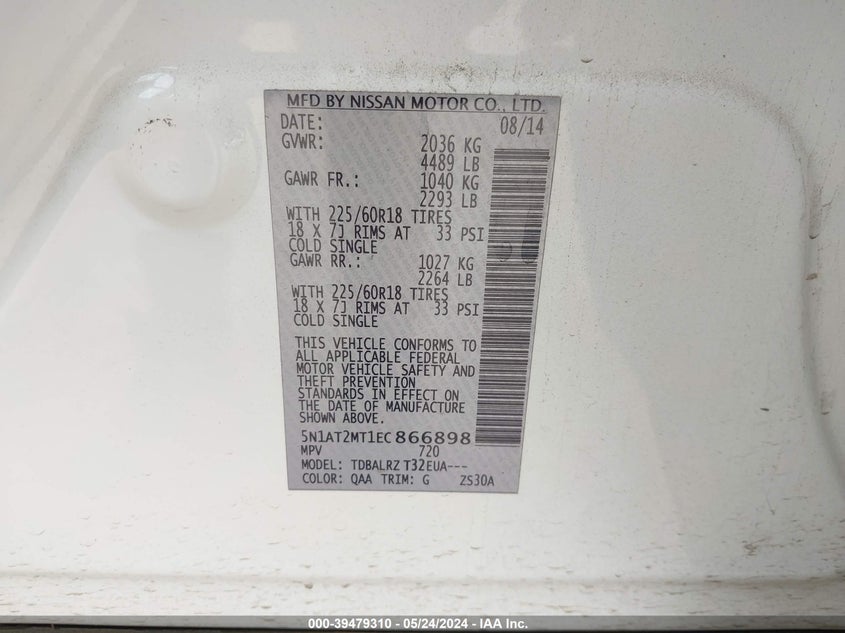 MFD BY NISSAN MOTOR CO., LTD.
DATE: 08/14
GVWR: 2036 KG
4489 LB
GAWR FR.: 1040 KG
2293 LB
WITH 225/60R18 TIRES
18 X 7J RIMS AT 33 PSI
COLD SINGLE
GAWR RR.: 1027 KG
2264 LB
WITH 225/60R18 TIRES
18 X 7J RIMS AT 33 PSI
COLD SINGLE
THIS VEHICLE CONFORMS TO
ALL APPLICABLE FEDERAL
MOTOR VEHICLE SAFETY AND
THEFT PREVENTION
STANDARDS IN EFFECT ON
THE DATE OF MANUFACTURE
SHOWN ABOVE.
5N1AT2MT1EC866898
MPV 720
MODEL: TDBALRZ T32EUA---
COLOR: QAA TRIM: G ZS30A
000-39479310 - 05/24/2024 - IAA Inc.